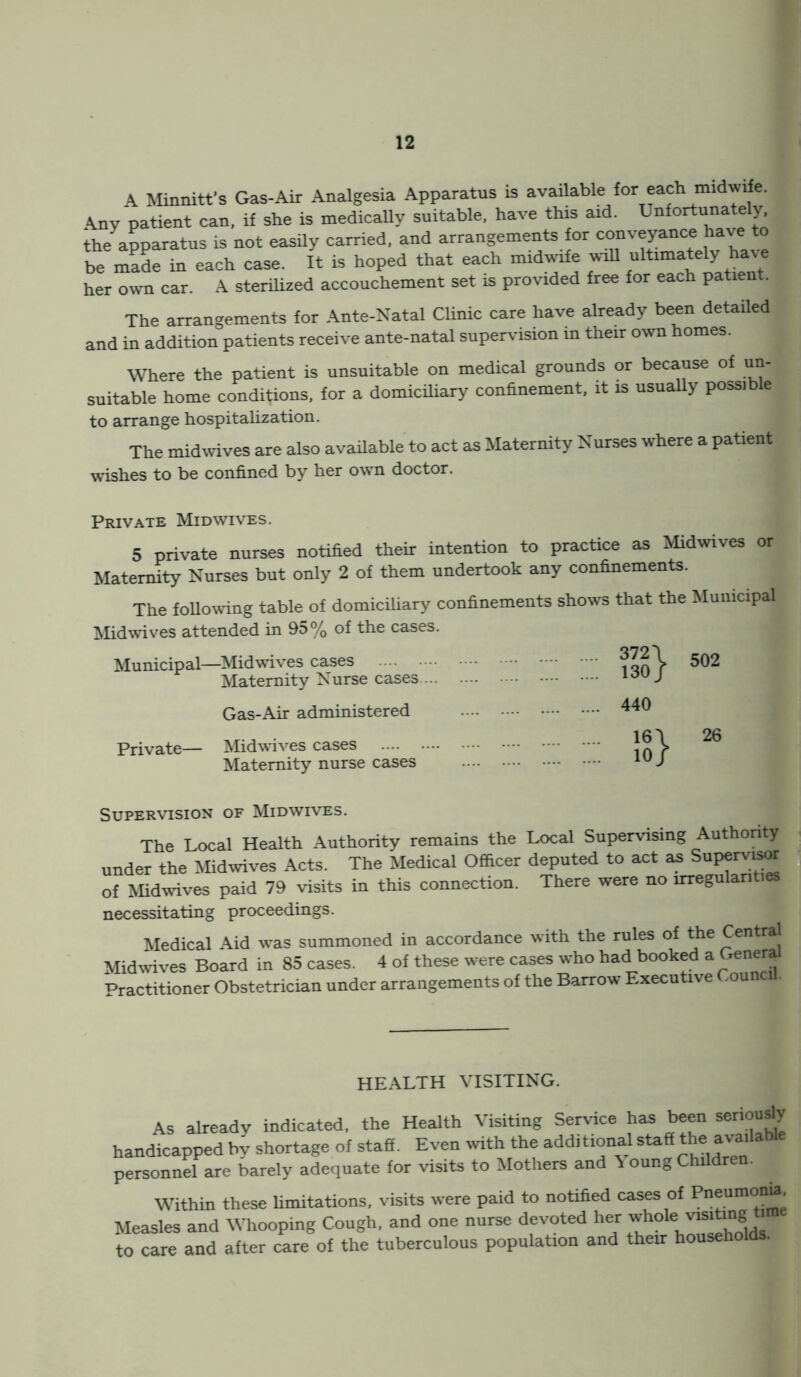 12
A Minnitt's Gas-Air Analgesia Apparatus is available for each midwife.
Any patient can, if she is medically suitable, have this aid. Unfortunately,
the apparatus is not easily carried, and arrangements for conveyance have to
be made in each case. It is hoped that each midwife will ultimately have
her own car. A sterilized accouchement set is provided free for each patient.
The arrangements for Ante-Natal Clinic care have already been detailed
and in addition patients receive ante-natal supervision in their own homes.
Where the patient is unsuitable on medical grounds or because of un-
suitable home conditions, for a domiciliary confinement, it is usually possible
to arrange hospitalization.
The midwives are also available to act as Maternity Nurses where a patient
wishes to be confined by her own doctor.
PRIVATE MIDWIVES.
5 private nurses notified their intention to practice as Midwives or
Maternity Nurses but only 2 of them undertook any confinements.
The following table of domiciliary confinements shows that the Municipal
Midwives attended in 95% of the cases.
Municipal—Midwives cases .... .... .... .... .... .... 372 } 502
Maternity Nurse cases .... .... .... .... .... 130
Gas-Air administered .... .... .... .... 440
Private— Midwives cases .... .... .... .... .... .... 16 } 26
Maternity nurse cases .... .... .... .... 10
SUPERVISION OF MIDWIVES.
The Local Health Authority remains the Local Supervising Authority
under the Midwives Acts. The Medical Officer deputed to act as Supervisor
of Midwives paid 79 visits in this connection. There were no irregularities
necessitating proceedings.
Medical Aid was summoned in accordance with the rules of the Central
Midwives Board in 85 cases. 4 of these were cases who had booked a General
Practitioner Obstetrician under arrangements of the Barrow Executive Council.
HEALTH VISITING.
As already indicated, the Health Visiting Service has been seriously
handicapped by shortage of staff. Even with the additional staff the available
personnel are barely adequate for visits to Mothers and Young Children.
Within these limitations, visits were paid to notified cases of Pneumonia,
Measles and Whooping Cough, and one nurse devoted her whole visiting time
to care and after care of the tuberculous population and their households.